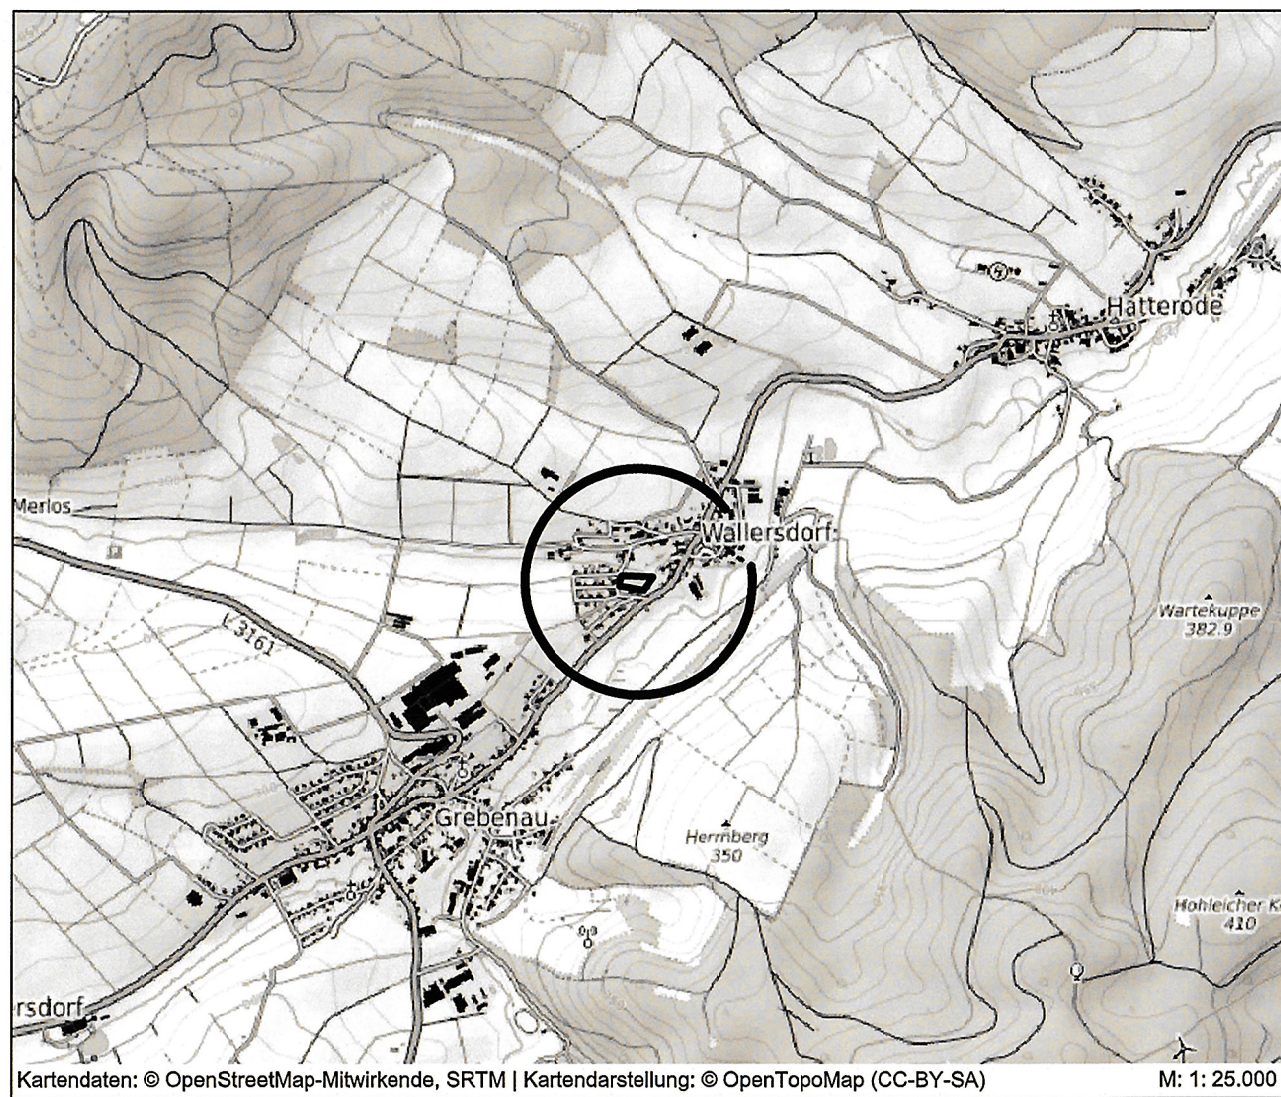 Hatterode
Merlos
Wallersdorf
Wartekuppe
382.9
L 3161
Grebenau
Herrnberg
350
Hohleicher K
410
rsdorf
Kartendaten: © OpenStreetMap-Mitwirkende, SRTM | Kartendarstellung: © OpenTopoMap (CC-BY-SA) M: 1: 25.000